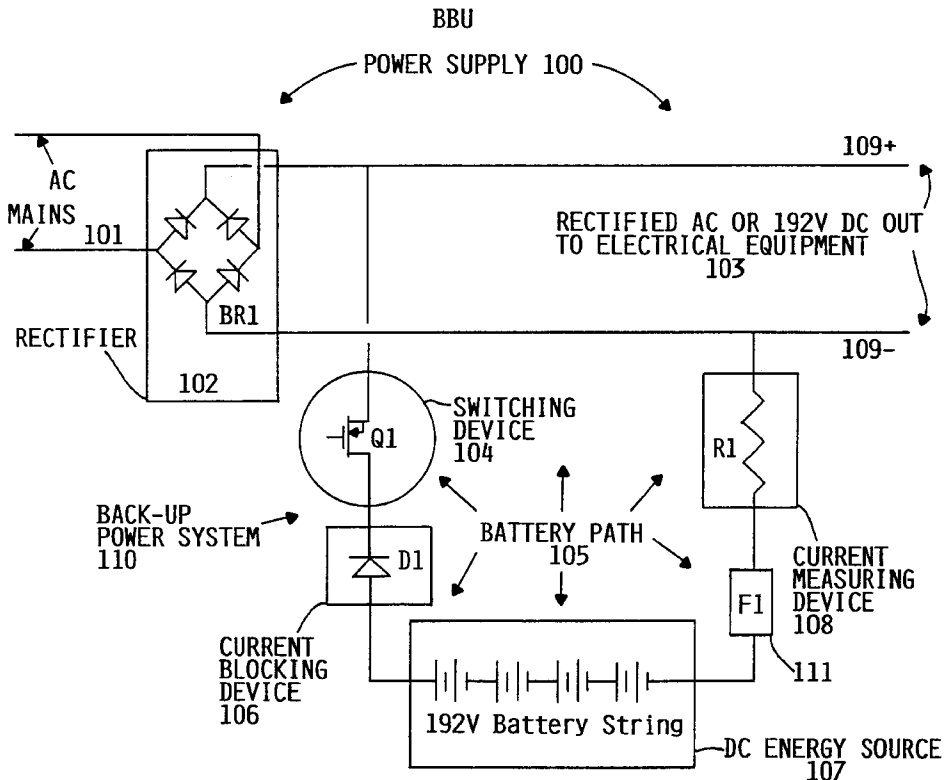 BBU
POWER SUPPLY 100
109+
AC
MAINS
101
RECTIFIED AC OR 192V DC OUT
TO ELECTRICAL EQUIPMENT
103
BR1
RECTIFIER
102
109-
SWITCHING
DEVICE
104
Q1
R1
BACK-UP
POWER SYSTEM
110
BATTERY PATH
105
D1
CURRENT
MEASURING
DEVICE
108
F1
111
CURRENT
BLOCKING
DEVICE
106
192V Battery String
DC ENERGY SOURCE
107